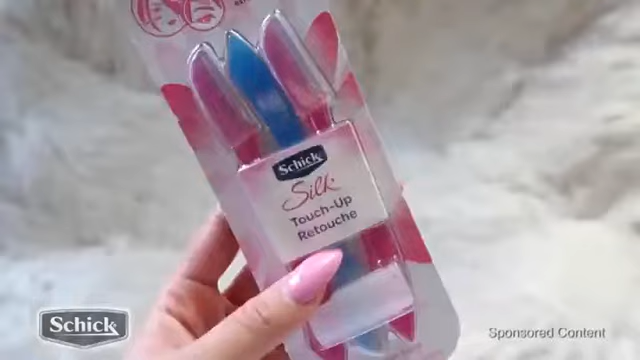 Schick
Silk
Touch-Up
Retouche
Schick
Sponsored Content